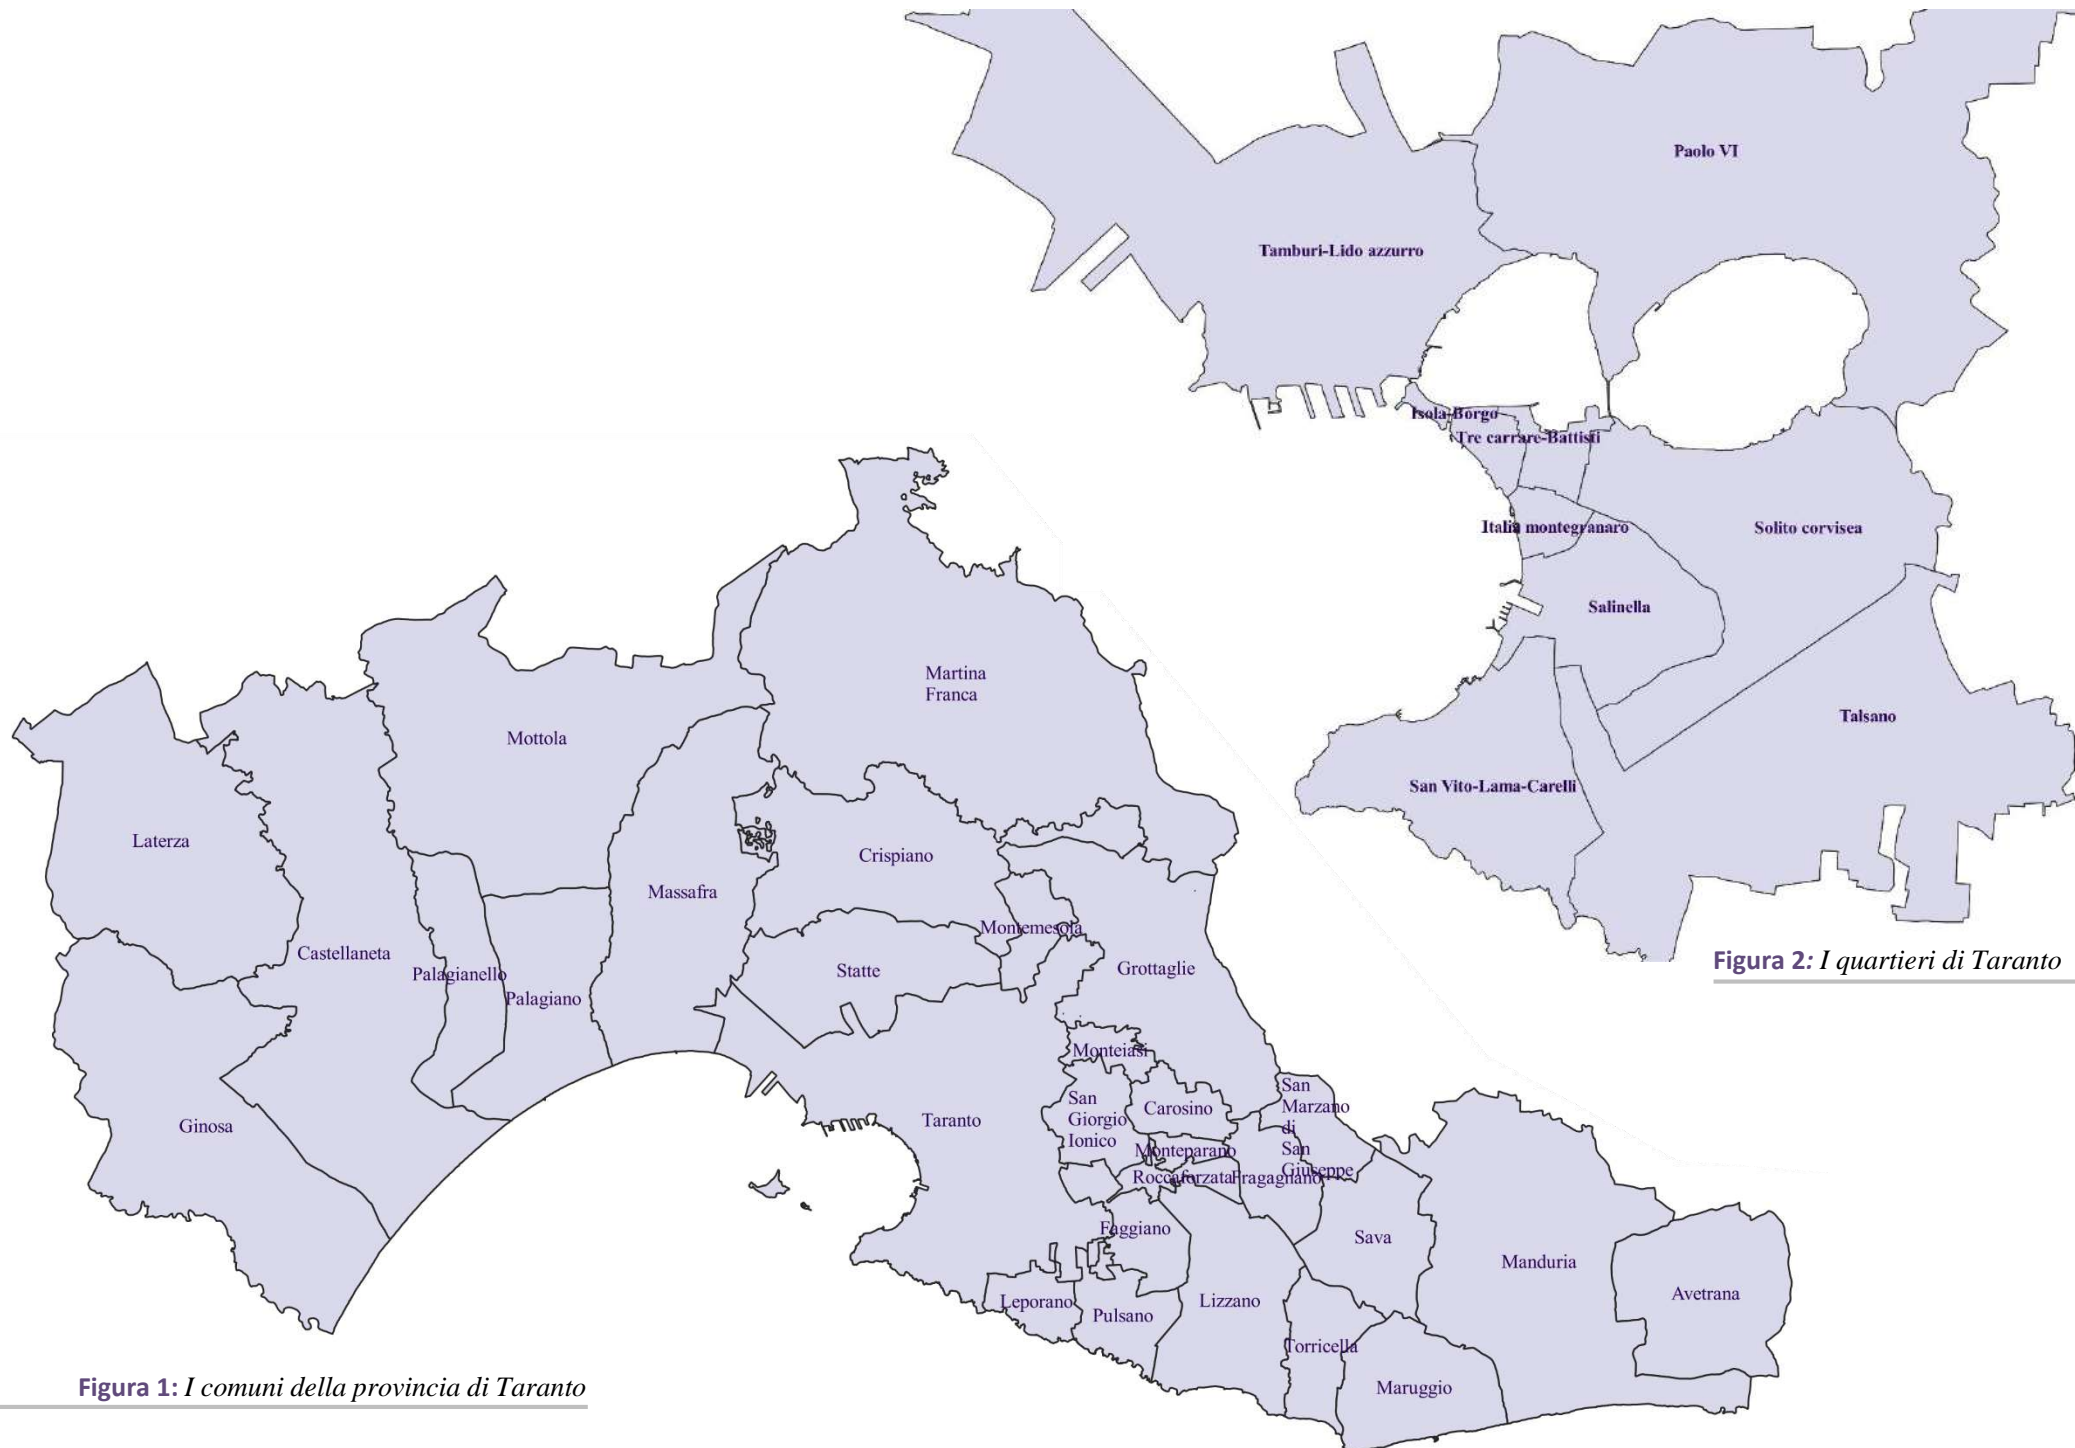 Paolo VI
Tamburi-Lido azzurro
Isola-Borgo
Tre carrare-Battisti
Italia montegranaro
Solito corvisea
Salinella
Talsano
San Vito-Lama-Carelli
Figura 2: I quartieri di Taranto
Martina
Franca
Mottola
Laterza
Crispiano
Massafra
Montemesola
Castellaneta
Palagianello
Statte
Grottaglie
Palagiano
Monteiasi
San
Giorgio
Ionico
Carosino
San
Marzano
di
San
Giuseppe
Ginosa
Taranto
Monteparano
Roccaforzata
Fragagnano
Faggiano
Sava
Manduria
Leporano
Pulsano
Lizzano
Avetrana
Torricella
Maruggio
Figura 1: I comuni della provincia di Taranto